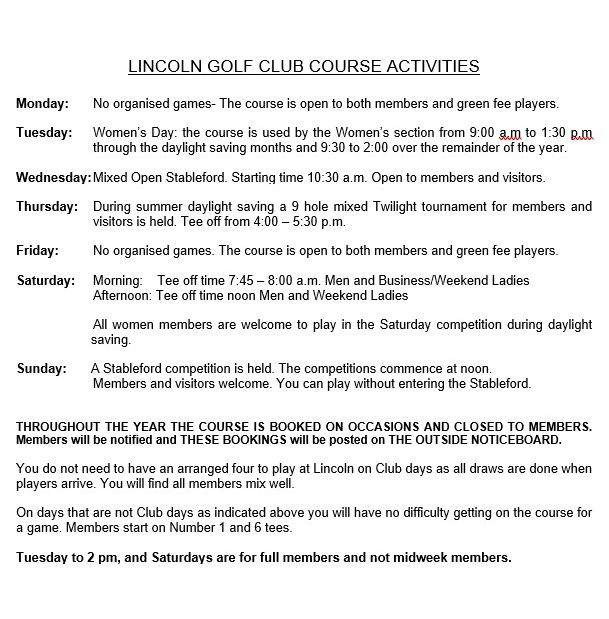 LINCOLN GOLF CLUB COURSE ACTIVITIES
Monday: No organised games- The course is open to both members and green fee players.
Tuesday: Women's Day: the course is used by the Women's section from 9:00 a.m to 1:30 p.m
through the daylight saving months and 9:30 to 2:00 over the remainder of the year.
Wednesday: Mixed Open Stableford. Starting time 10:30 a.m. Open to members and visitors.
Thursday: During summer daylight saving a 9 hole mixed Twilight tournament for members and
visitors is held. Tee off from 4:00 – 5:30 p.m.
Friday: No organised games. The course is open to both members and green fee players.
Saturday: Morning: Tee off time 7:45 – 8:00 a.m. Men and Business/Weekend Ladies
Afternoon: Tee off time noon Men and Weekend Ladies
All women members are welcome to play in the Saturday competition during daylight
saving.
Sunday: A Stableford competition is held. The competitions commence at noon.
Members and visitors welcome. You can play without entering the Stableford.
THROUGHOUT THE YEAR THE COURSE IS BOOKED ON OCCASIONS AND CLOSED TO MEMBERS.
Members will be notified and THESE BOOKINGS will be posted on THE OUTSIDE NOTICEBOARD.
You do not need to have an arranged four to play at Lincoln on Club days as all draws are done when
players arrive. You will find all members mix well.
On days that are not Club days as indicated above you will have no difficulty getting on the course for
a game. Members start on Number 1 and 6 tees.
Tuesday to 2 pm, and Saturdays are for full members and not midweek members.